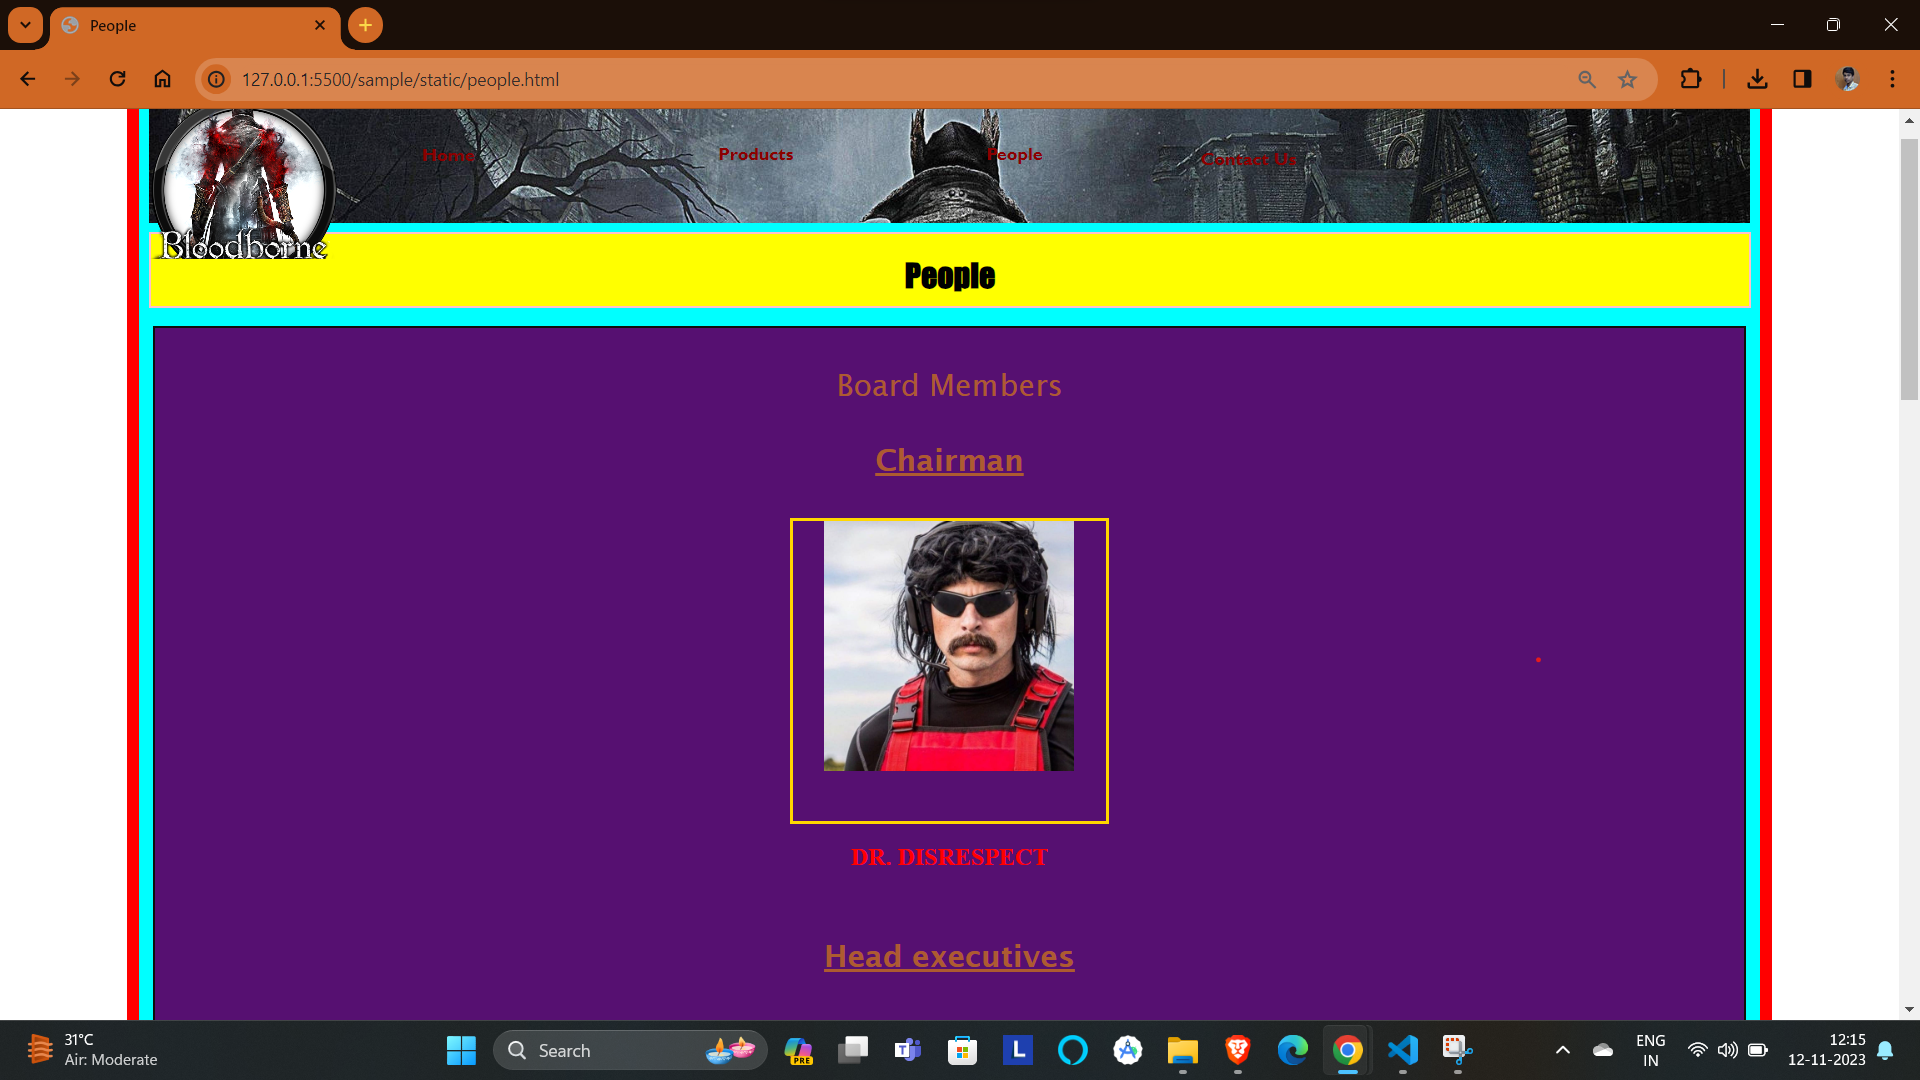 People
127.0.0.1:5500/sample/static/people.html
Home Products People Contact Us
Bloodborne
People
Board Members
Chairman
DR. DISRESPECT
Head executives
31°C
Air: Moderate
Search
PRE
T
L
ENG
IN
12:15
12-11-2023